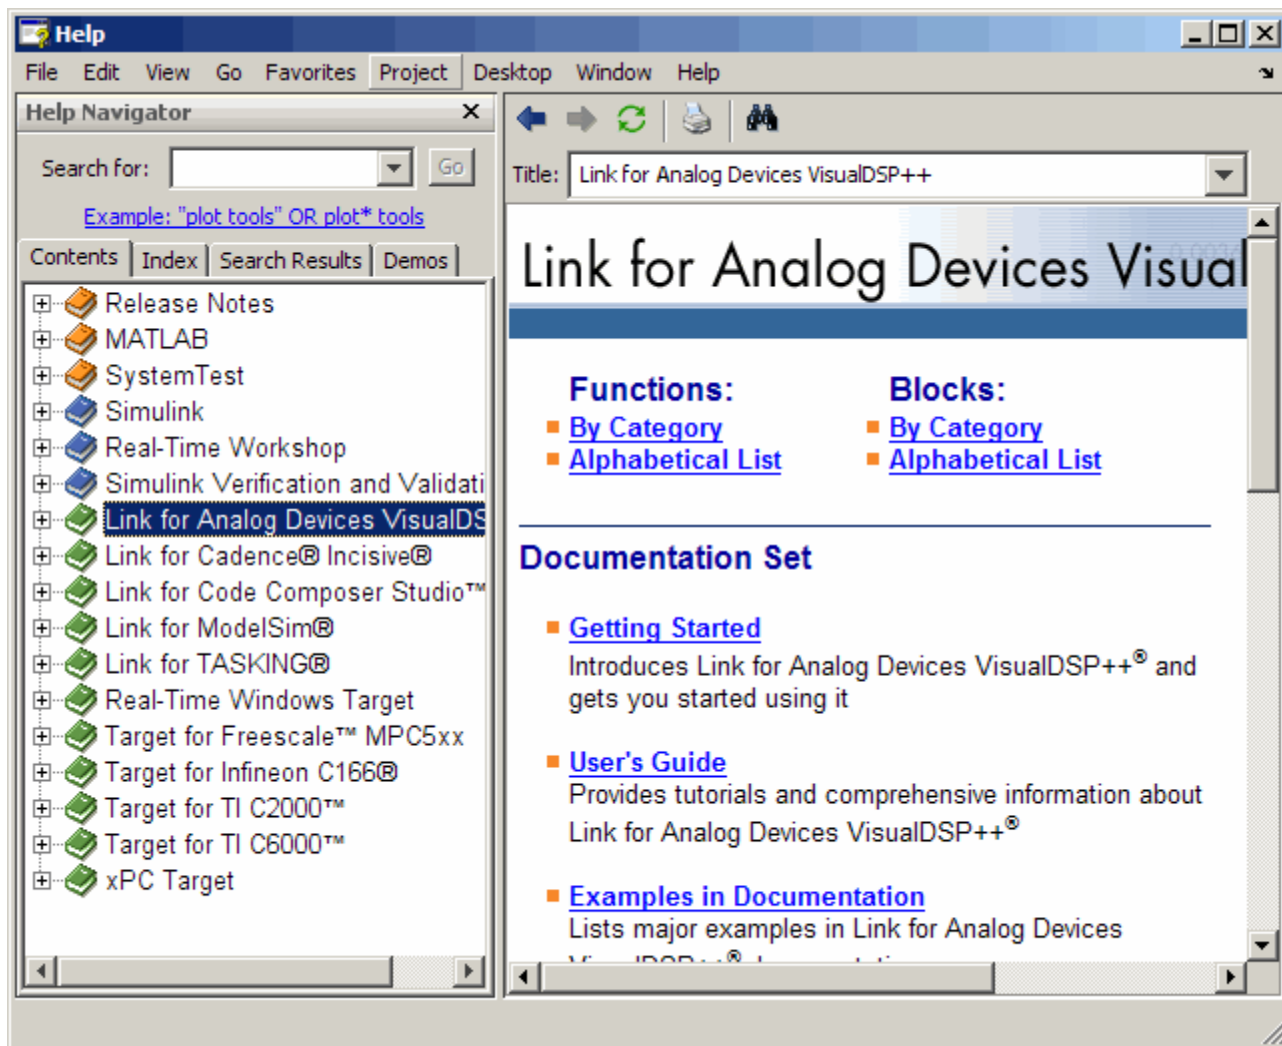 Help
File Edit View Go Favorites Project Desktop Window Help
Help Navigator
Search for:
Go
Example: "plot tools" OR plot* tools
Contents Index Search Results Demos
Release Notes
MATLAB
SystemTest
Simulink
Real-Time Workshop
Simulink Verification and Validati
Link for Analog Devices VisualDS
Link for Cadence® Incisive®
Link for Code Composer Studio™
Link for ModelSim®
Link for TASKING®
Real-Time Windows Target
Target for Freescale™ MPC5xx
Target for Infineon C166®
Target for TI C2000™
Target for TI C6000™
xPC Target
Title: Link for Analog Devices VisualDSP++
Link for Analog Devices Visual
Functions: Blocks:
By Category By Category
Alphabetical List Alphabetical List
Documentation Set
Getting Started
Introduces Link for Analog Devices VisualDSP++® and
gets you started using it
User's Guide
Provides tutorials and comprehensive information about
Link for Analog Devices VisualDSP++®
Examples in Documentation
Lists major examples in Link for Analog Devices